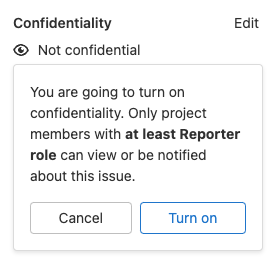 Confidentiality Edit
Not confidential
You are going to turn on
confidentiality. Only project
members with at least Reporter
role can view or be notified
about this issue.
Cancel Turn on